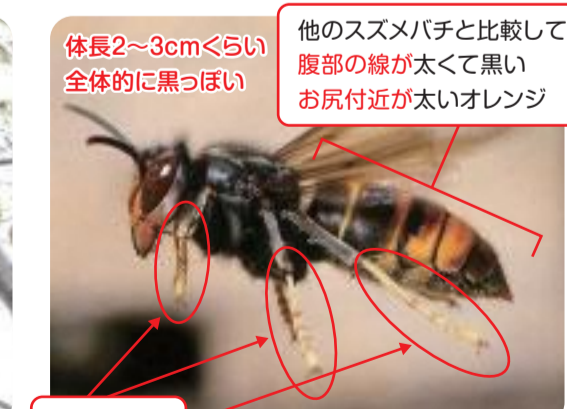 体長2〜3cmくらい
全体的に黒っぽい
他のスズメバチと比較して
腹部の線が太くて黒い
お尻付近が太いオレンジ